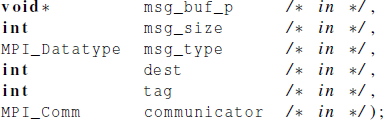 void* msg_buf_p /* in */,
int msg_size /* in */,
MPI_Datatype msg_type /* in */,
int dest /* in */,
int tag /* in */,
MPI_Comm communicator /* in */);